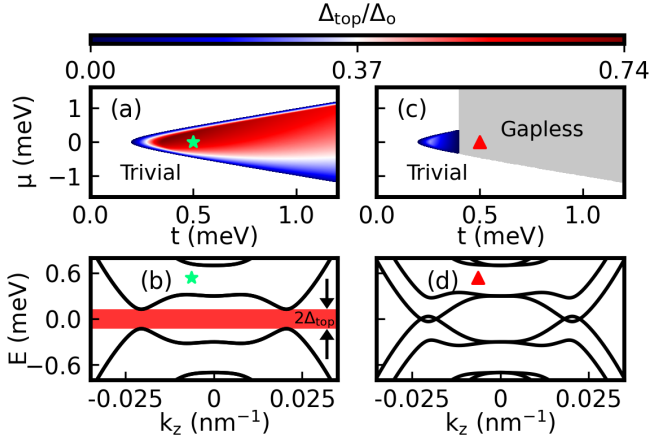 Δtop/Δo
0.00 0.37 0.74
(a) (c)
Gapless
Trivial Trivial
μ (meV)
1
0
−1
0.0 0.5 1.0 0.0 0.5 1.0
t (meV) t (meV)
(b) (d)
2Δtop
E (meV)
0.6
0.0
−0.6
-0.025 0 0.025 -0.025 0 0.025
kz (nm⁻¹) kz (nm⁻¹)